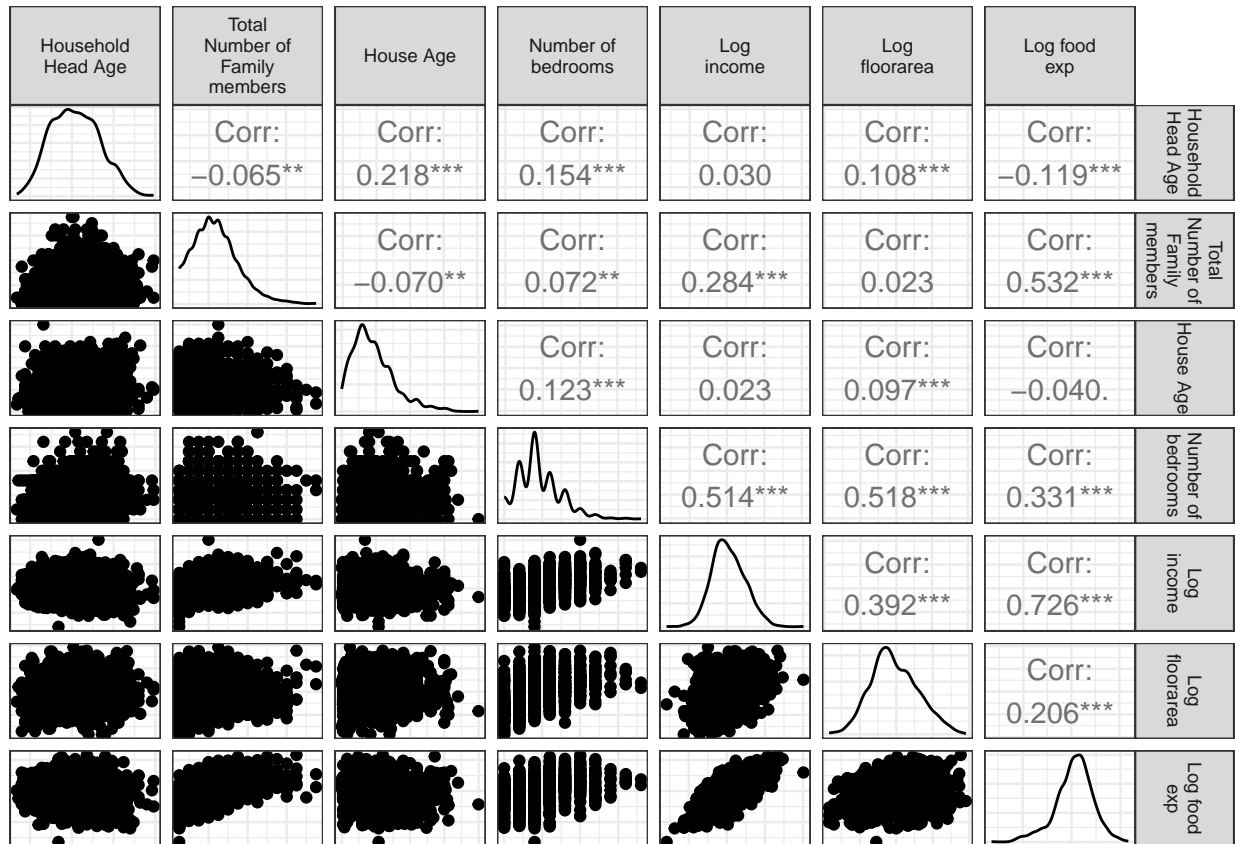 Household
Head Age
Total
Number of
Family
members
House Age
Number of
bedrooms
Log
income
Log
floorarea
Log food
exp
Corr:
−0.065**
Corr:
0.218***
Corr:
0.154***
Corr:
0.030
Corr:
0.108***
Corr:
−0.119***
Household
Head Age
Corr:
−0.070**
Corr:
0.072**
Corr:
0.284***
Corr:
0.023
Corr:
0.532***
Total
Number of
Family
members
Corr:
0.123***
Corr:
0.023
Corr:
0.097***
Corr:
−0.040.
House Age
Corr:
0.514***
Corr:
0.518***
Corr:
0.331***
Number of
bedrooms
Corr:
0.392***
Corr:
0.726***
Log
income
Corr:
0.206***
Log
floorarea
Log food
exp